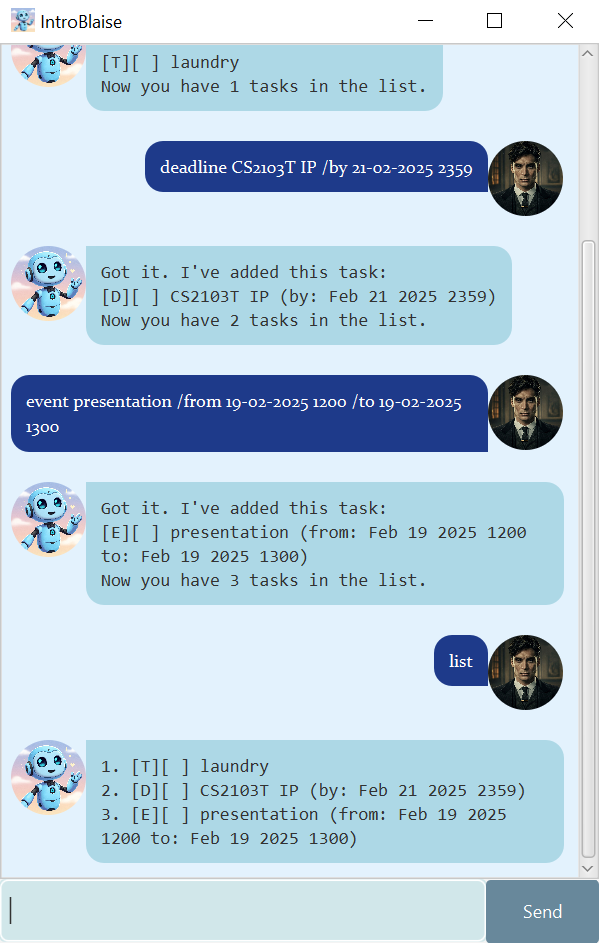 IntroBlaise
[T][ ] laundry
Now you have 1 tasks in the list.
deadline CS2103T IP /by 21-02-2025 2359
Got it. I've added this task:
[D][ ] CS2103T IP (by: Feb 21 2025 2359)
Now you have 2 tasks in the list.
event presentation /from 19-02-2025 1200 /to 19-02-2025
1300
Got it. I've added this task:
[E][ ] presentation (from: Feb 19 2025 1200
to: Feb 19 2025 1300)
Now you have 3 tasks in the list.
list
1. [T][ ] laundry
2. [D][ ] CS2103T IP (by: Feb 21 2025 2359)
3. [E][ ] presentation (from: Feb 19 2025
1200 to: Feb 19 2025 1300)
Send